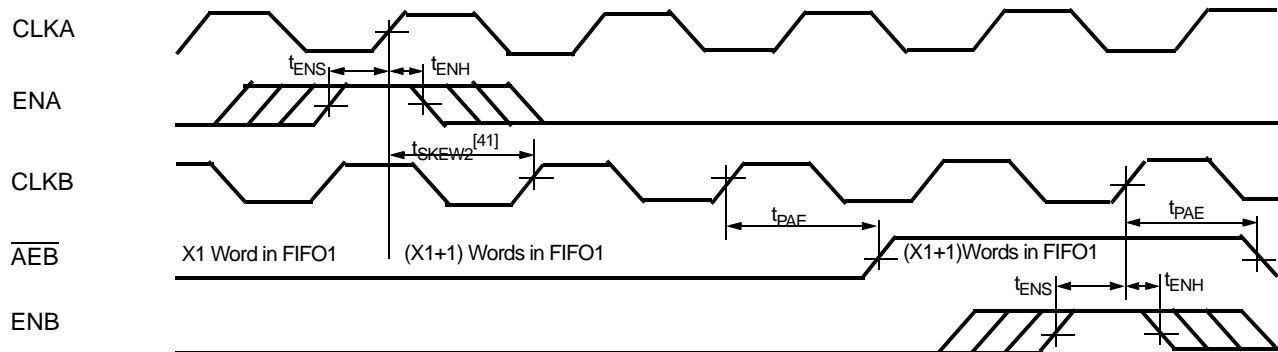 CLKA
tENS tENH
ENA
tSKEW2[41]
CLKB
tPAE tPAE
AEB X1 Word in FIFO1 (X1+1) Words in FIFO1 (X1+1)Words in FIFO1
tENS tENH
ENB